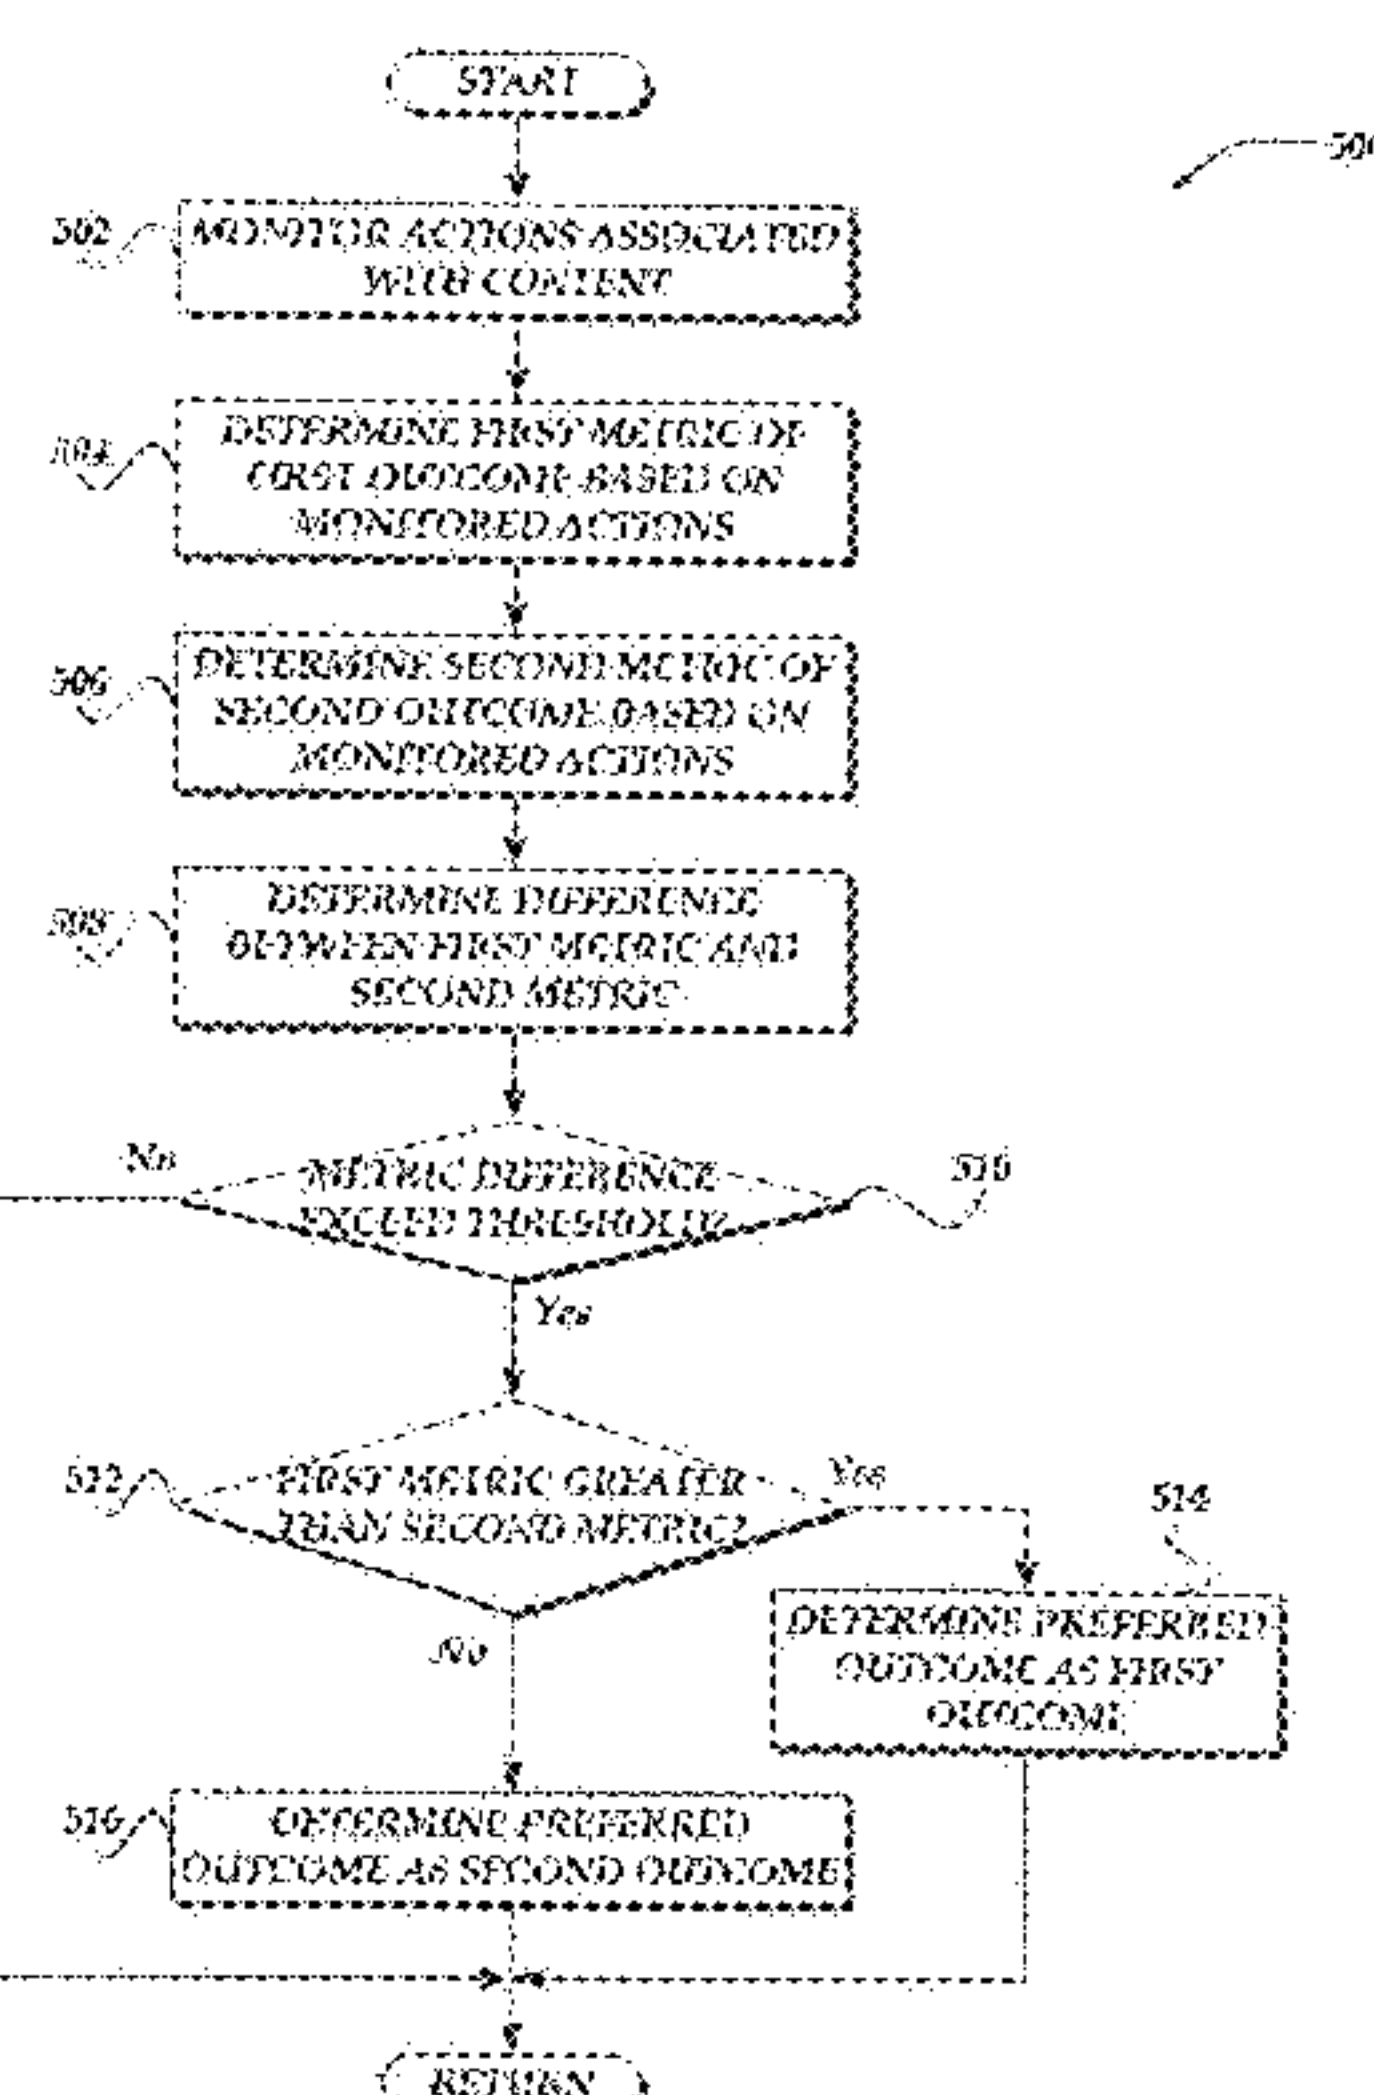 START
500
502
MONITOR ACTIONS ASSOCIATED
WITH CONTENT
504
DETERMINE FIRST METRIC OF
FIRST OUTCOME BASED ON
MONITORED ACTIONS
506
DETERMINE SECOND METRIC OF
SECOND OUTCOME BASED ON
MONITORED ACTIONS
508
DETERMINE DIFFERENCE
BETWEEN FIRST METRIC AND
SECOND METRIC
No
METRIC DIFFERENCE
EXCEED THRESHOLD?
510
Yes
512
FIRST METRIC GREATER
THAN SECOND METRIC?
Yes
514
No
DETERMINE PREFERRED
OUTCOME AS FIRST
OUTCOME
516
DETERMINE PREFERRED
OUTCOME AS SECOND OUTCOME
RETURN